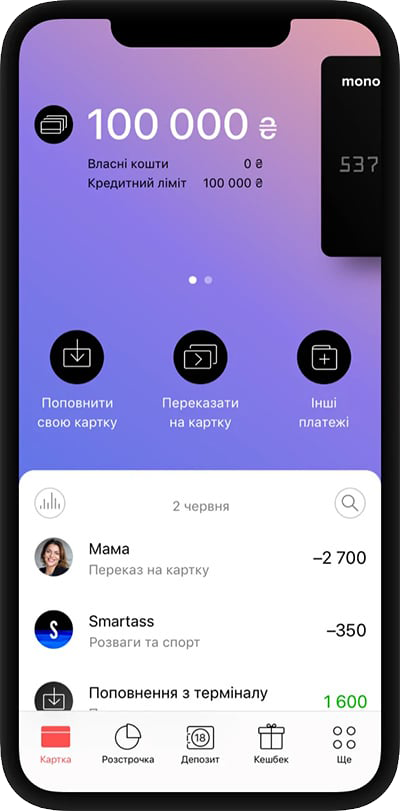 100 000 ₴
mono
Власні кошти 0 ₴
Кредитний ліміт 100 000 ₴
537
Поповнити свою картку
Переказати на картку
Інші платежі
2 червня
Мама
–2 700
Переказ на картку
S
Smartass
–350
Розваги та спорт
Поповнення з терміналу
1 600
18
Картка
Розстрочка
Депозит
Кешбек
Ще